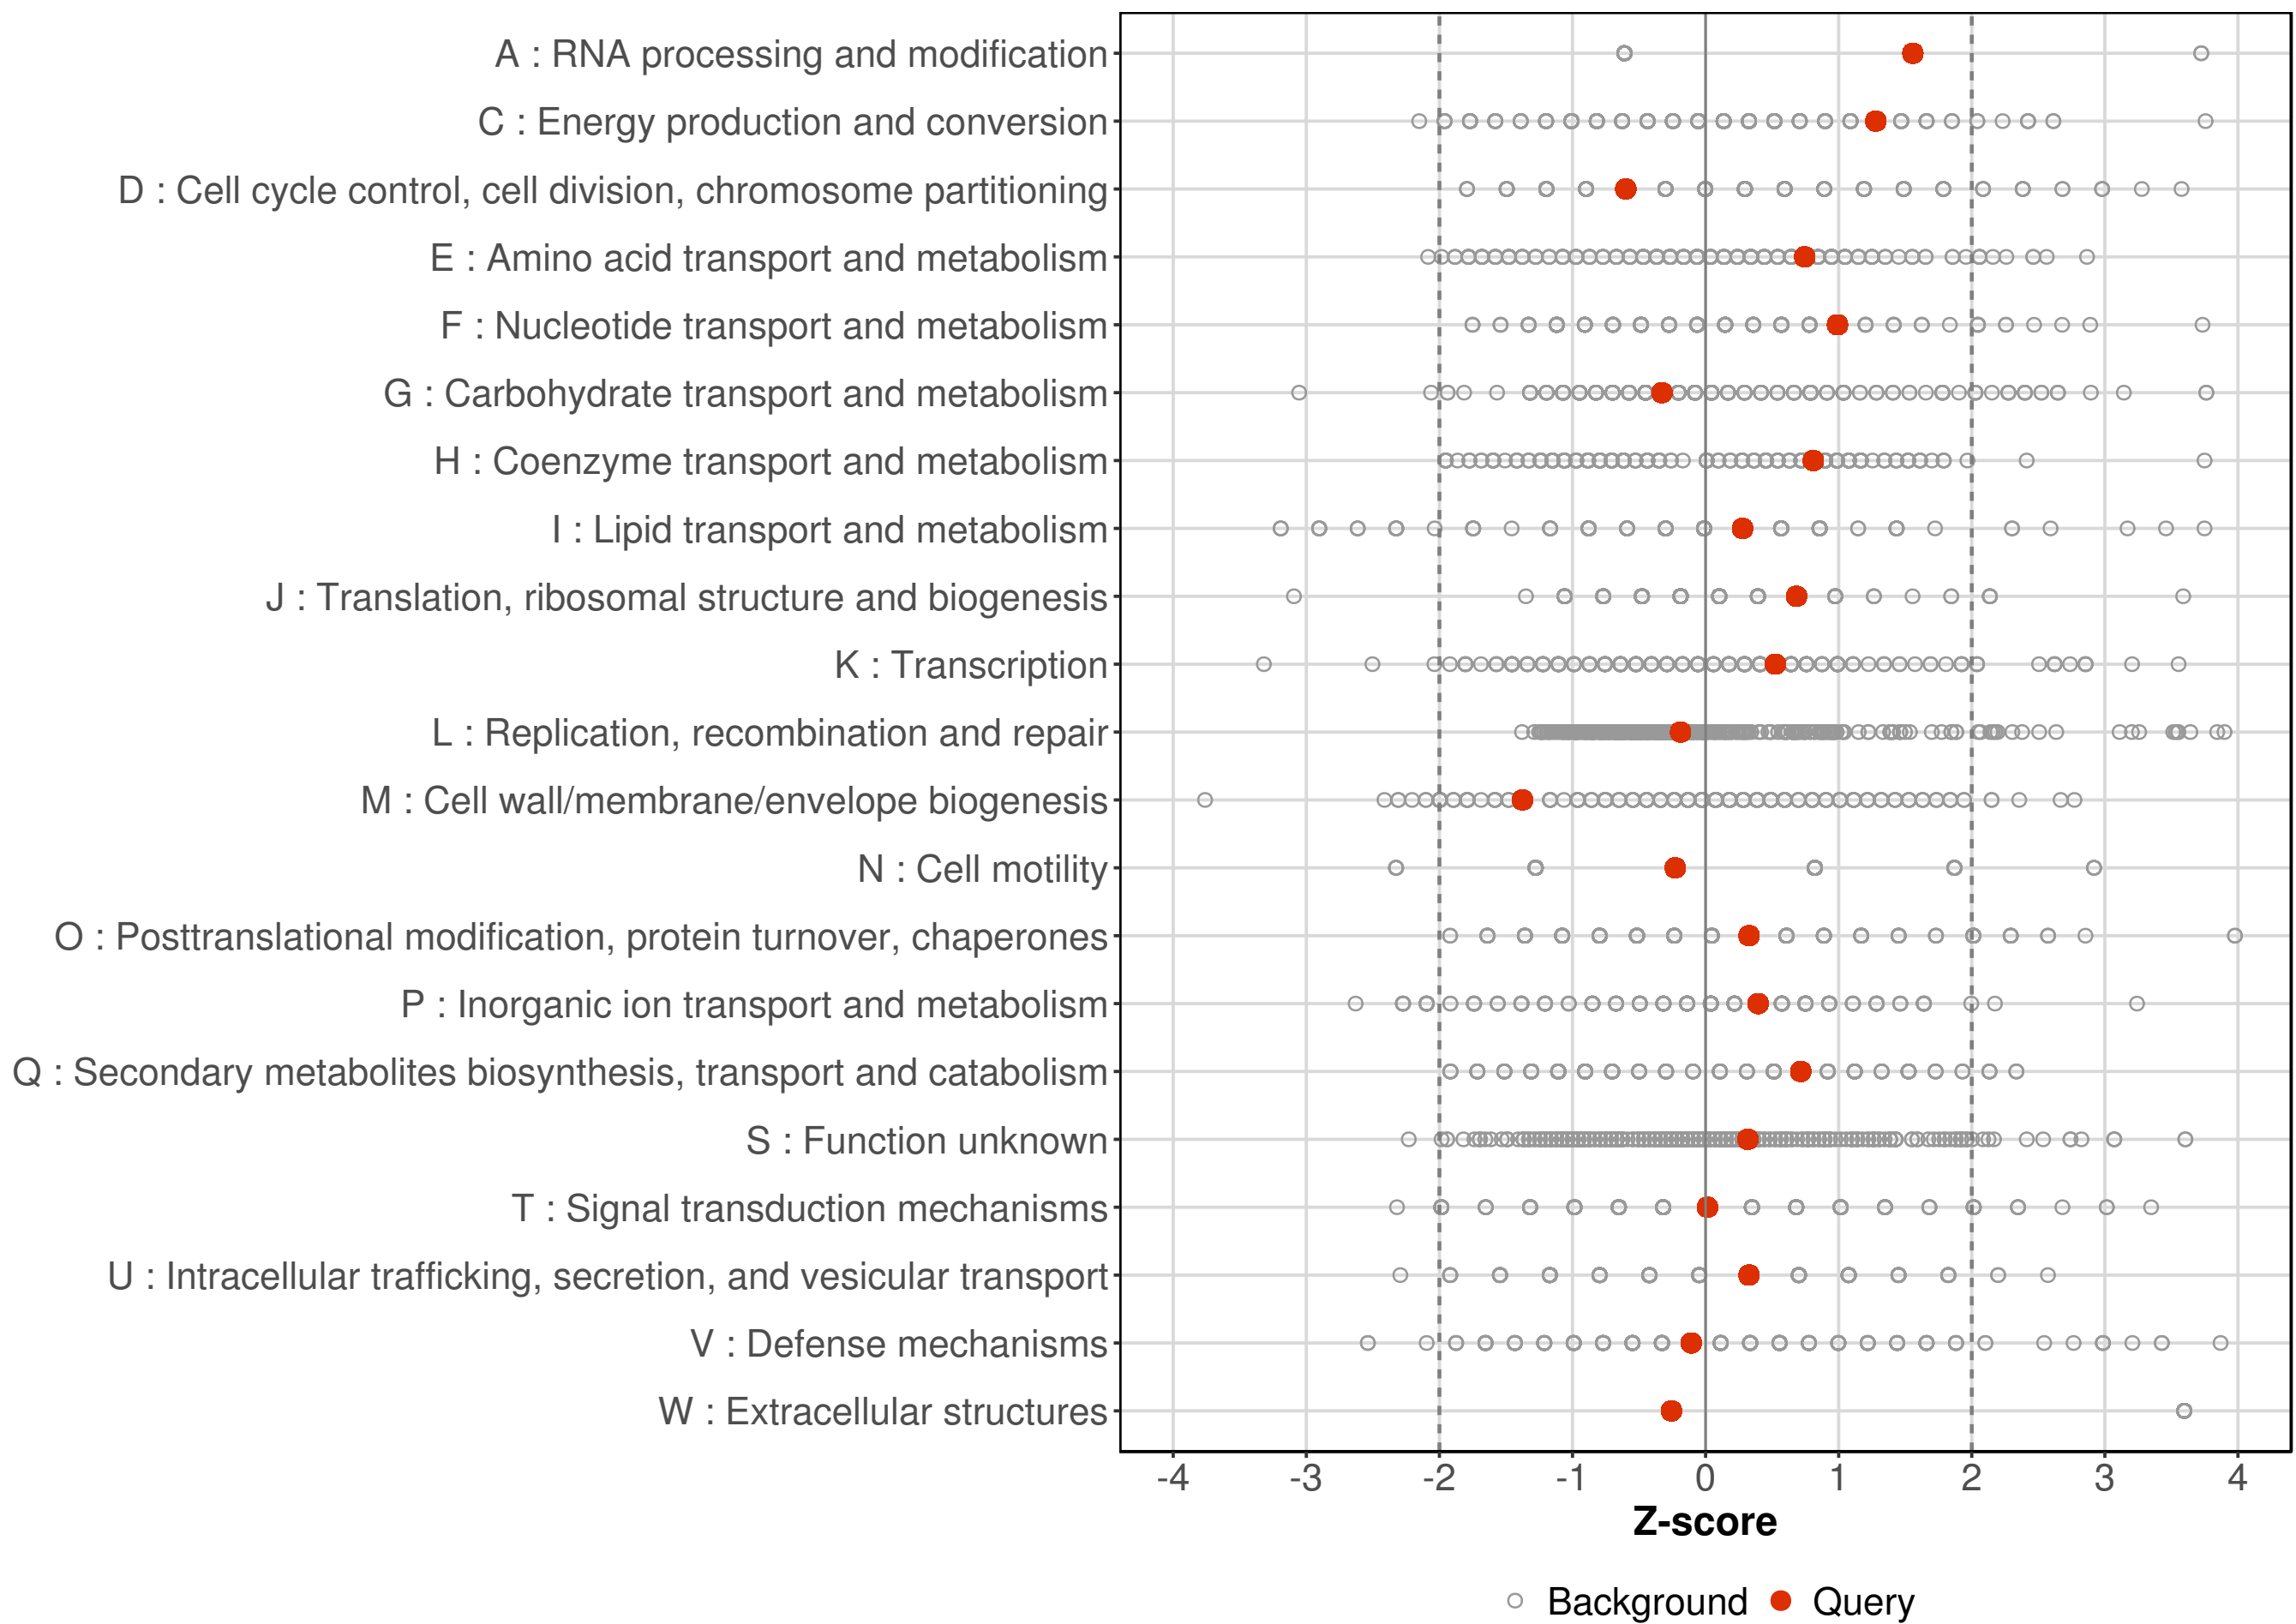 A : RNA processing and modification
C : Energy production and conversion
D : Cell cycle control, cell division, chromosome partitioning
E : Amino acid transport and metabolism
F : Nucleotide transport and metabolism
G : Carbohydrate transport and metabolism
H : Coenzyme transport and metabolism
I : Lipid transport and metabolism
J : Translation, ribosomal structure and biogenesis
K : Transcription
L : Replication, recombination and repair
M : Cell wall/membrane/envelope biogenesis
N : Cell motility
O : Posttranslational modification, protein turnover, chaperones
P : Inorganic ion transport and metabolism
Q : Secondary metabolites biosynthesis, transport and catabolism
S : Function unknown
T : Signal transduction mechanisms
U : Intracellular trafficking, secretion, and vesicular transport
V : Defense mechanisms
W : Extracellular structures
-4 -3 -2 -1 0 1 2 3 4
Z-score
Background Query